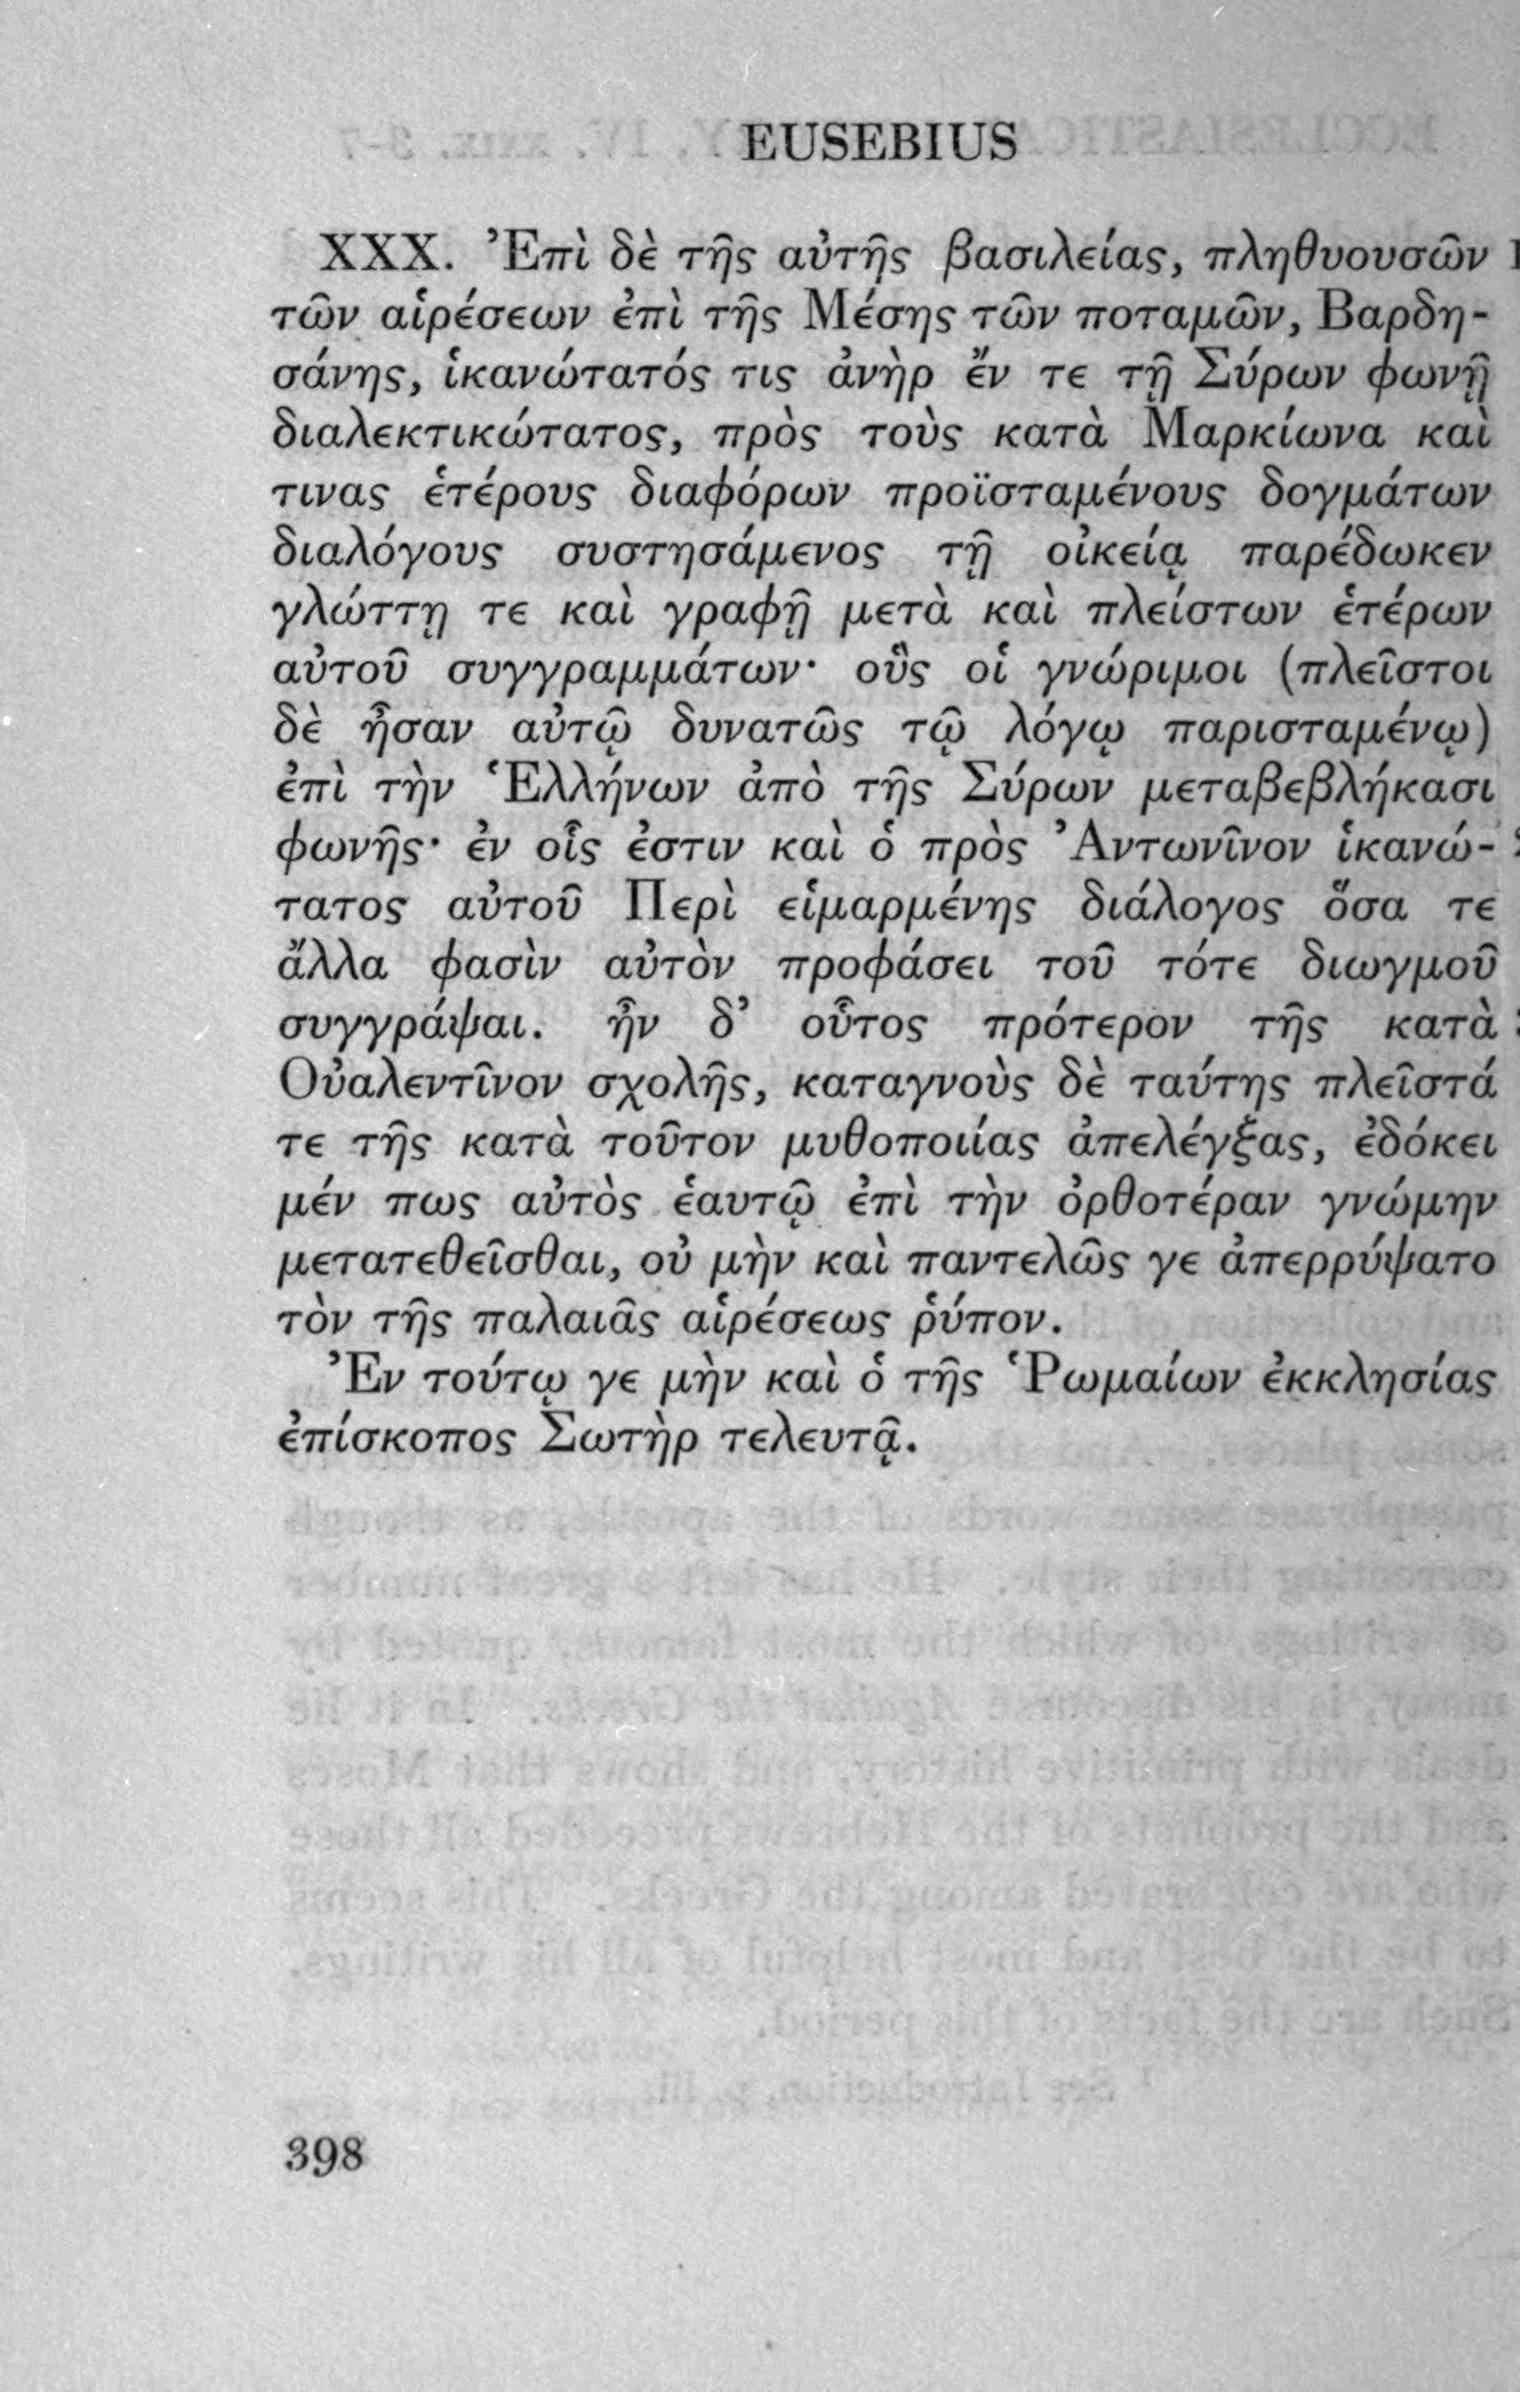 EUSEBIUS
XXX. Ἐπὶ δὲ τῆς αὐτῆς βασιλείας, πληθυουσῶν
τῶν αἱρέσεων ἐπὶ τῆς Μέσης τῶν ποταμῶν, Βαρδη-
σάνης, ἱκανώτατός τις ἀνὴρ ἔν τε τῇ Σύρων φωνῇ
διαλεκτικώτατος, πρὸς τοὺς κατὰ Μαρκίωνα καί
τινας ἑτέρους διαφόρων προϊσταμένους δογμάτων
διαλόγους συστησάμενος τῇ οἰκείᾳ παρέδωκεν
γλώττῃ τε καὶ γραφῇ μετὰ καὶ πλείστων ἑτέρων
αὐτοῦ συγγραμμάτων· οὓς οἱ γνώριμοι (πλεῖστοι
δὲ ἦσαν αὐτῷ δυνατῶς τῷ λόγῳ παρισταμένῳ)
ἐπὶ τὴν Ἑλλήνων ἀπὸ τῆς Σύρων μεταβεβλήκασι
φωνῆς· ἐν οἷς ἐστιν καὶ ὁ πρὸς Ἀντωνῖνον ἱκανώ-
τατος αὐτοῦ Περὶ εἱμαρμένης διάλογος ὅσα τε
ἄλλα φασὶν αὐτὸν προφάσει τοῦ τότε διωγμοῦ
συγγράψαι. ἦν δ’ οὗτος πρότερον τῆς κατὰ
Οὐαλεντῖνον σχολῆς, καταγνοὺς δὲ ταύτης πλεῖστά
τε τῆς κατὰ τοῦτον μυθοποιίας ἀπελέγξας, ἐδόκει
μέν πως αὐτὸς ἑαυτῷ ἐπὶ τὴν ὀρθοτέραν γνώμην
μετατεθεῖσθαι, οὐ μὴν καὶ παντελῶς γε ἀπερρύψατο
τὸν τῆς παλαιᾶς αἱρέσεως ῥύπον.
Ἐν τούτῳ γε μὴν καὶ ὁ τῆς Ῥωμαίων ἐκκλησίας
ἐπίσκοπος Σωτὴρ τελευτᾷ.
398